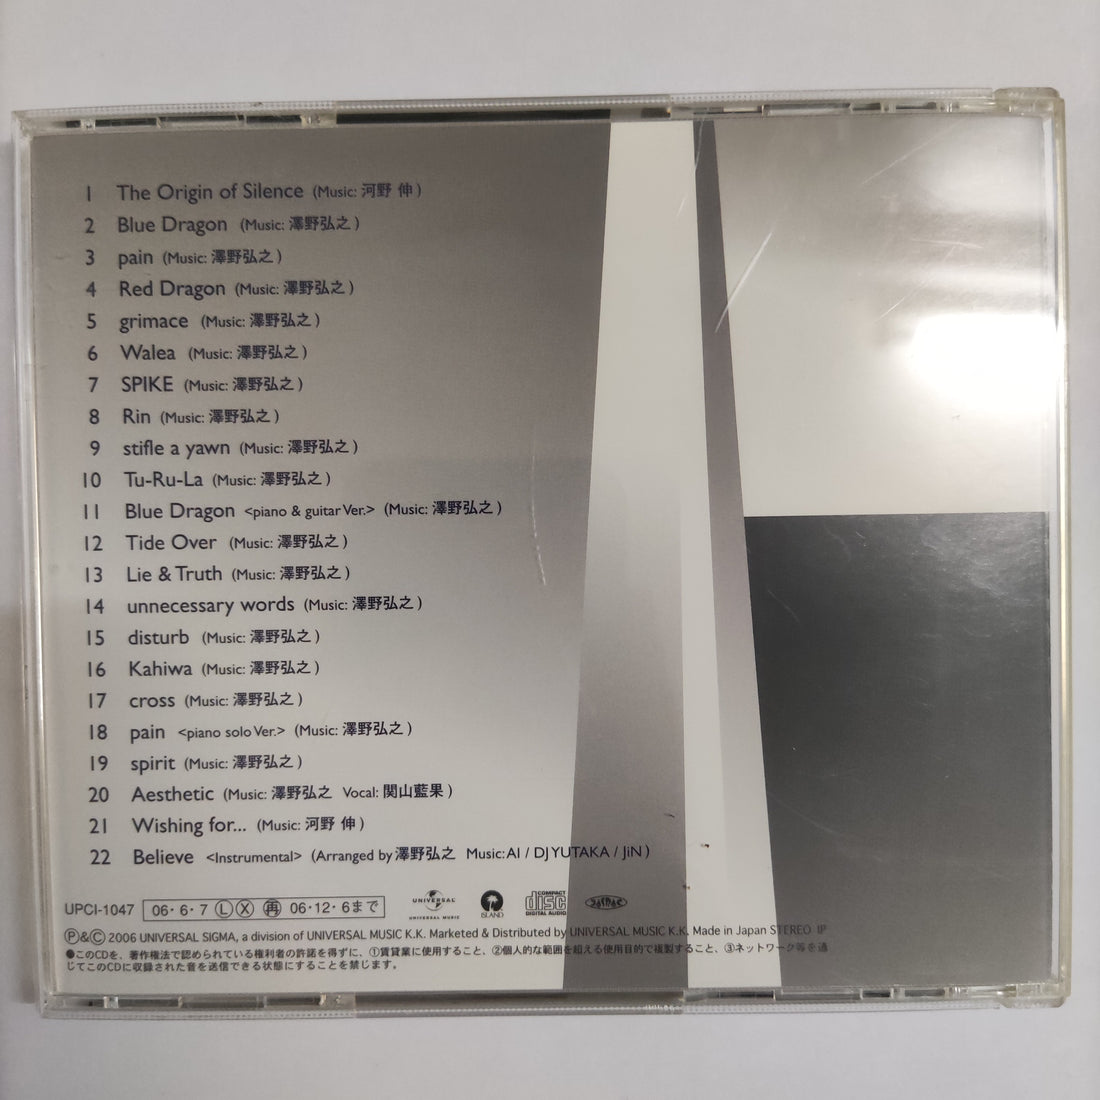 1 The Origin of Silence (Music: 河野 伸)
2 Blue Dragon (Music: 澤野弘之)
3 pain (Music: 澤野弘之)
4 Red Dragon (Music: 澤野弘之)
5 grimace (Music: 澤野弘之)
6 Walea (Music: 澤野弘之)
7 SPIKE (Music: 澤野弘之)
8 Rin (Music: 澤野弘之)
9 stifle a yawn (Music: 澤野弘之)
10 Tu-Ru-La (Music: 澤野弘之)
11 Blue Dragon <piano & guitar Ver.> (Music: 澤野弘之)
12 Tide Over (Music: 澤野弘之)
13 Lie & Truth (Music: 澤野弘之)
14 unnecessary words (Music: 澤野弘之)
15 disturb (Music: 澤野弘之)
16 Kahiwa (Music: 澤野弘之)
17 cross (Music: 澤野弘之)
18 pain <piano solo Ver.> (Music: 澤野弘之)
19 spirit (Music: 澤野弘之)
20 Aesthetic (Music: 澤野弘之 Vocal: 関山藍果)
21 Wishing for... (Music: 河野 伸)
22 Believe <Instrumental> (Arranged by 澤野弘之 Music: AI / DJ YUTAKA / JiN)
UPCI-1047 06・6・7 Ⓛ Ⓧ ㊢ 06・12・6まで UNIVERSAL UNIVERSAL MUSIC ISLAND COMPACT disc DIGITAL AUDIO
Ⓟ&Ⓒ 2006 UNIVERSAL SIGMA, a division of UNIVERSAL MUSIC K.K. Marketed & Distributed by UNIVERSAL MUSIC K.K. Made in Japan STEREO
●このCDを、著作権法で認められている権利者の許諾を得ずに、①賃貸業に使用すること、②個人的な範囲を超える使用目的で複製すること、③ネットワーク等を通
じてこのCDに収録された音を送信できる状態にすることを禁じます。